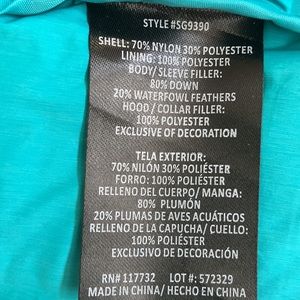 STYLE #SG9390
SHELL: 70% NYLON 30% POLYESTER
LINING: 100% POLYESTER
BODY/SLEEVE FILLER:
80% DOWN
20% WATERFOWL FEATHERS
HOOD / COLLAR FILLER:
100% POLYESTER
EXCLUSIVE OF DECORATION
TELA EXTERIOR:
70% NILÓN 30% POLIÉSTER
FORRO: 100% POLIÉSTER
RELLENO DEL CUERPO/ MANGA:
80% PLUMÓN
20% PLUMAS DE AVES ACUÁTICOS
RELLENO DE LA CAPUCHA/ CUELLO:
100% POLIÉSTER
EXCLUSIVO DE DECORACIÓN
RN# 117732 LOT #: 572329
MADE IN CHINA / HECHO EN CHINA